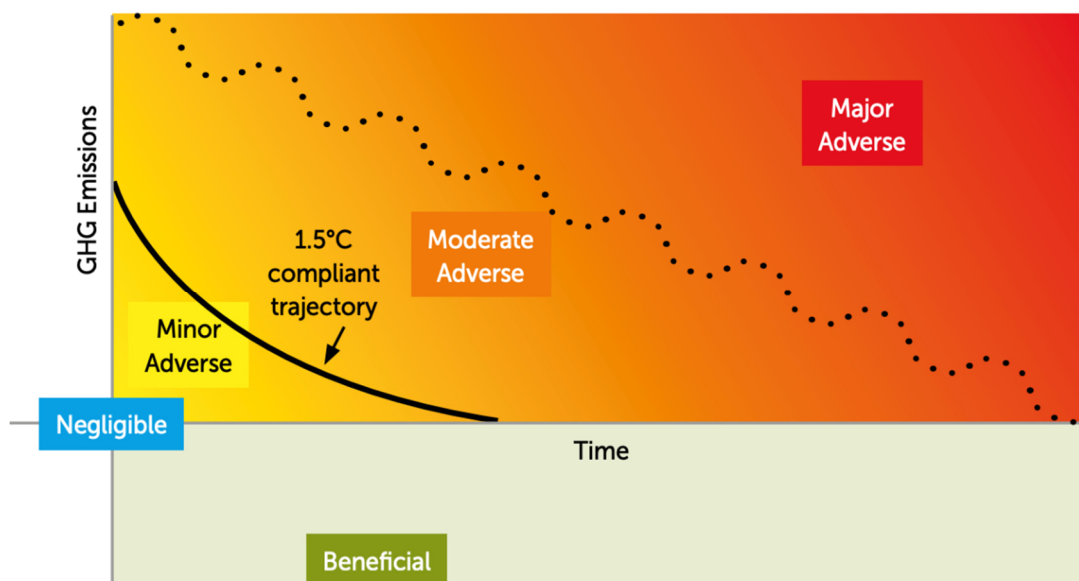 GHG Emissions
Major
Adverse
Moderate
Adverse
1.5°C
compliant
trajectory
Minor
Adverse
Negligible
Time
Beneficial